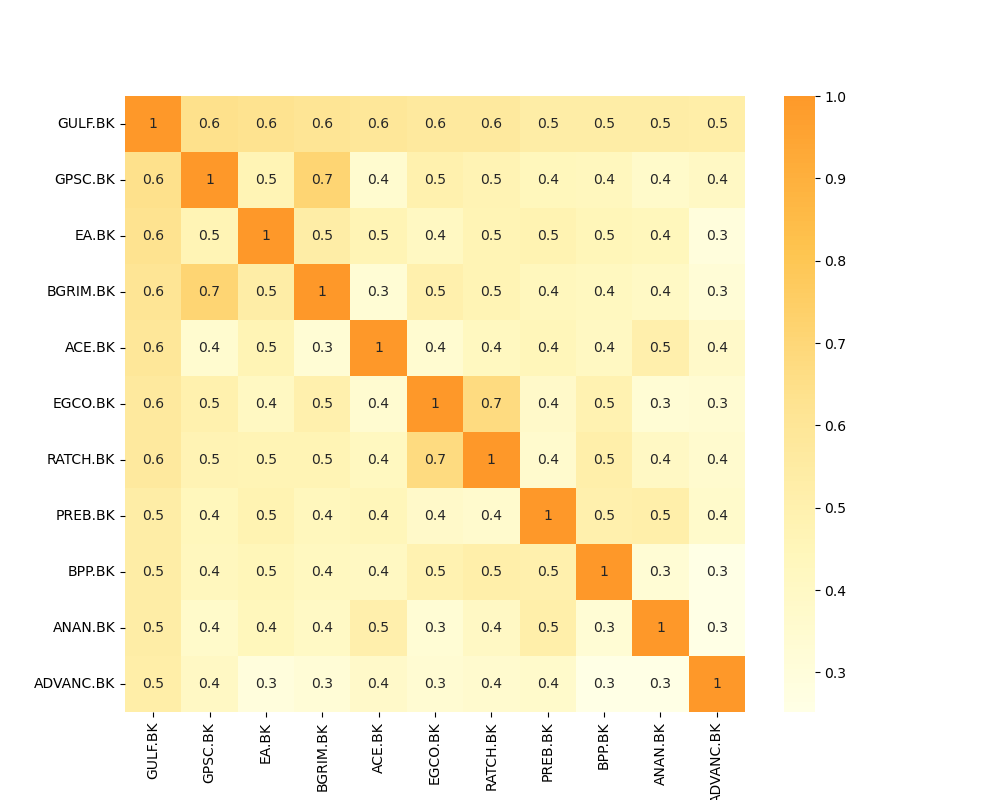 GULF.BK 1 0.6 0.6 0.6 0.6 0.6 0.6 0.5 0.5 0.5 0.5
GPSC.BK 0.6 1 0.5 0.7 0.4 0.5 0.5 0.4 0.4 0.4 0.4
EA.BK 0.6 0.5 1 0.5 0.5 0.4 0.5 0.5 0.5 0.4 0.3
BGRIM.BK 0.6 0.7 0.5 1 0.3 0.5 0.5 0.4 0.4 0.4 0.3
ACE.BK 0.6 0.4 0.5 0.3 1 0.4 0.4 0.4 0.4 0.5 0.4
EGCO.BK 0.6 0.5 0.4 0.5 0.4 1 0.7 0.4 0.5 0.3 0.3
RATCH.BK 0.6 0.5 0.5 0.5 0.4 0.7 1 0.4 0.5 0.4 0.4
PREB.BK 0.5 0.4 0.5 0.4 0.4 0.4 0.4 1 0.5 0.5 0.4
BPP.BK 0.5 0.4 0.5 0.4 0.4 0.5 0.5 0.5 1 0.3 0.3
ANAN.BK 0.5 0.4 0.4 0.4 0.5 0.3 0.4 0.5 0.3 1 0.3
ADVANC.BK 0.5 0.4 0.3 0.3 0.4 0.3 0.4 0.4 0.3 0.3 1
GULF.BK
GPSC.BK
EA.BK
BGRIM.BK
ACE.BK
EGCO.BK
RATCH.BK
PREB.BK
BPP.BK
ANAN.BK
ADVANC.BK
1.0
0.9
0.8
0.7
0.6
0.5
0.4
0.3